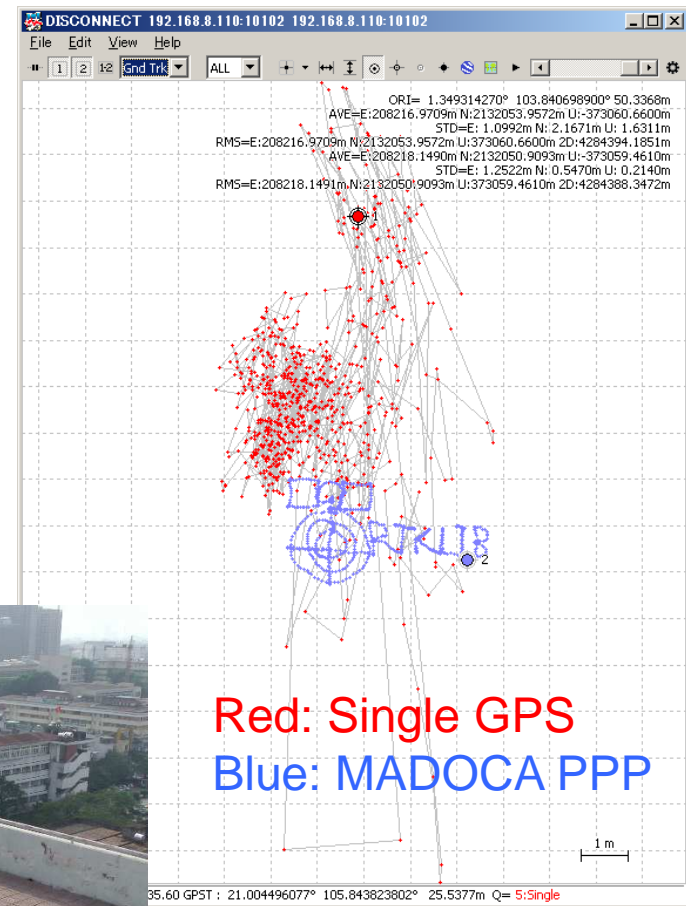 DISCONNECT 192.168.8.110:10102 192.168.8.110:10102
File Edit View Help
1 2 1-2 Gnd Trk ALL
ORI= 1.349314270° 103.840698900° 50.3368m
AVE=E:208216.9709m N:2132053.9572m U:-373060.6600m
STD=E: 1.0992m N: 2.1671m U: 1.6311m
RMS=E:208216.9709m N:2132053.9572m U:373060.6600m 2D:4284394.1851m
AVE=E:208218.1490m N:2132050.9093m U:-373059.4610m
STD=E: 1.2522m N: 0.5470m U: 0.2140m
RMS=E:208218.1491m N:2132050.9093m U:373059.4610m 2D:4284388.3472m
1
RTKLIB
2
Red: Single GPS
Blue: MADOCA PPP
1 m
35.60 GPST : 21.004496077° 105.843823802° 25.5377m Q= 5:Single